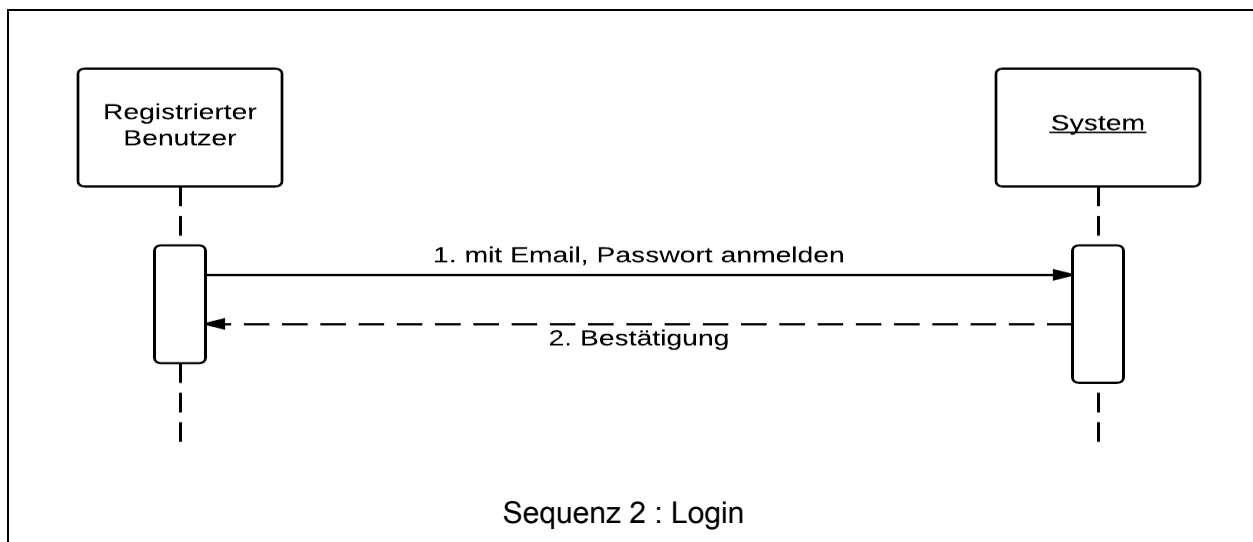 Registrierter
Benutzer
System
1. mit Email, Passwort anmelden
2. Bestätigung
Sequenz 2 : Login